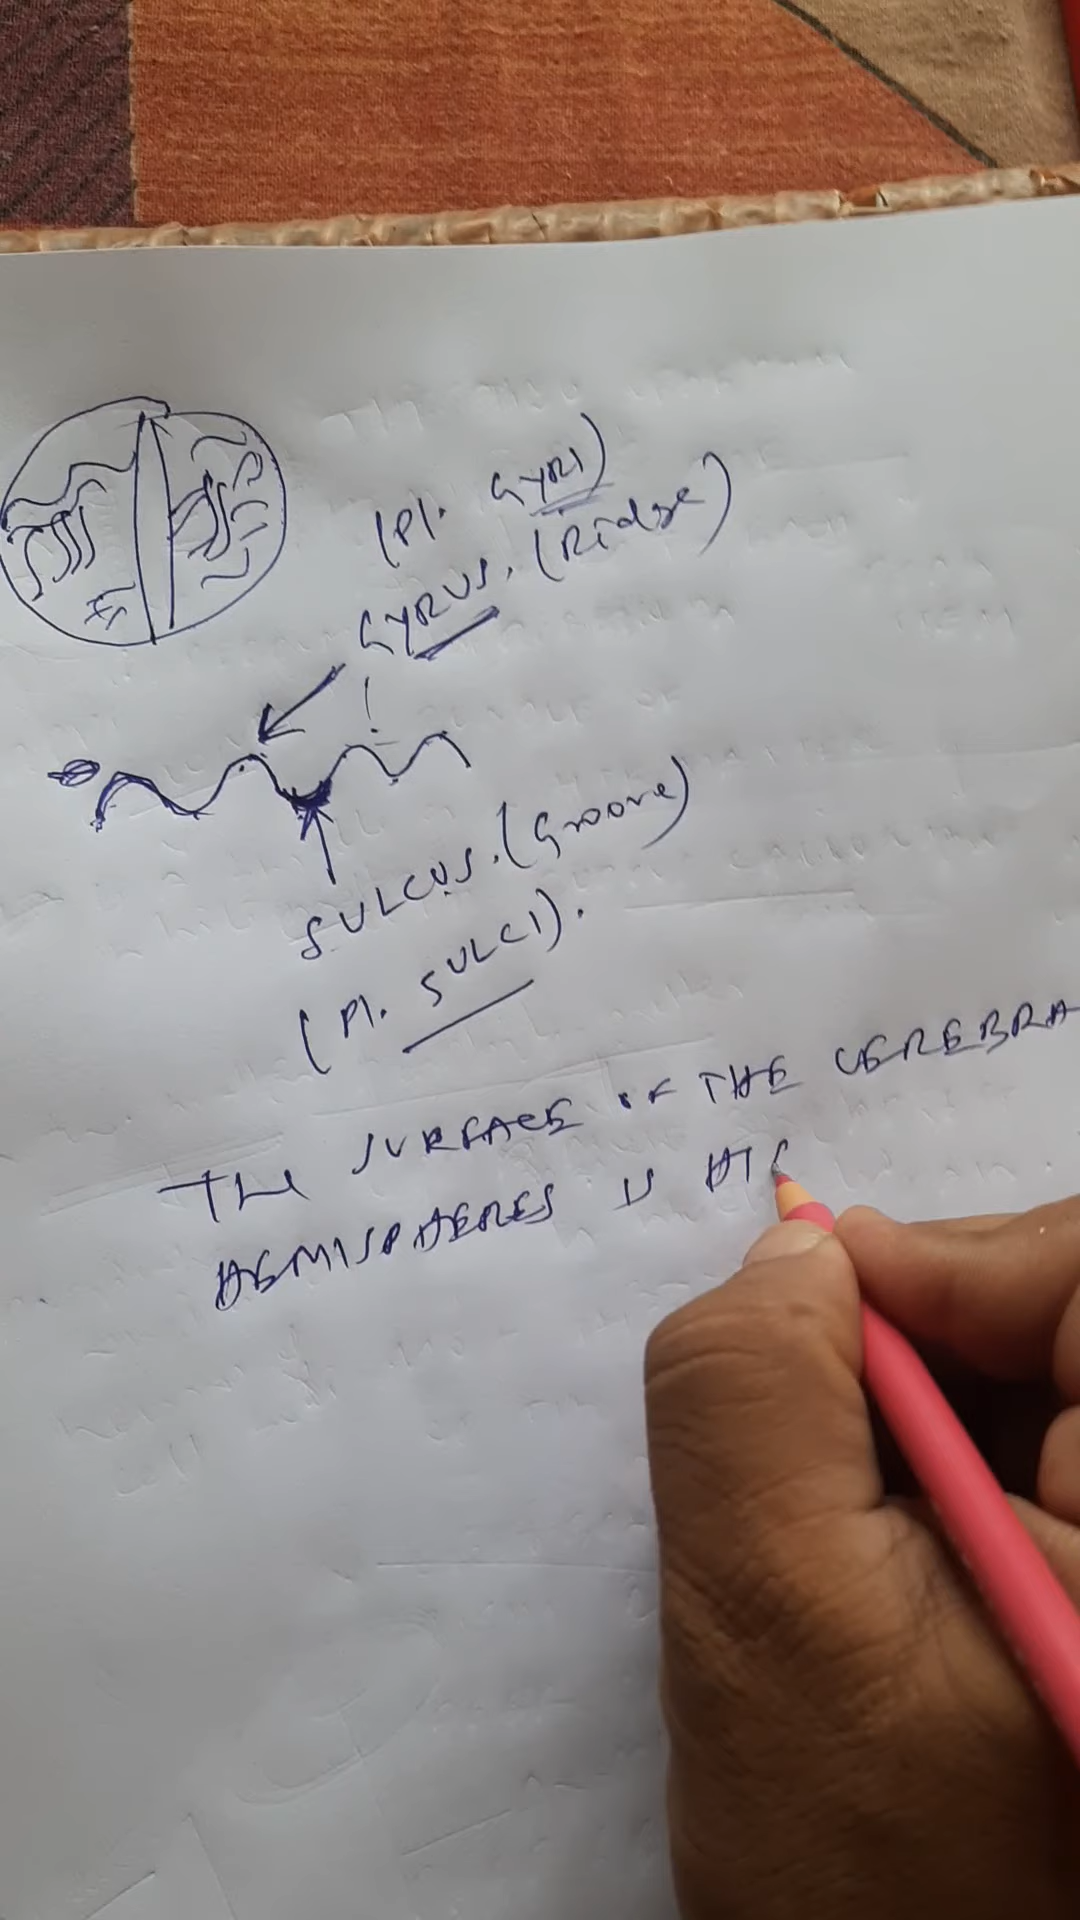 (Pl. GYRI)
GYRUS. (Ridge)
SULCUS. (Groove)
(Pl. SULCI).
THE SURFACE OF THE CEREBRA
HEMISPHERES IS